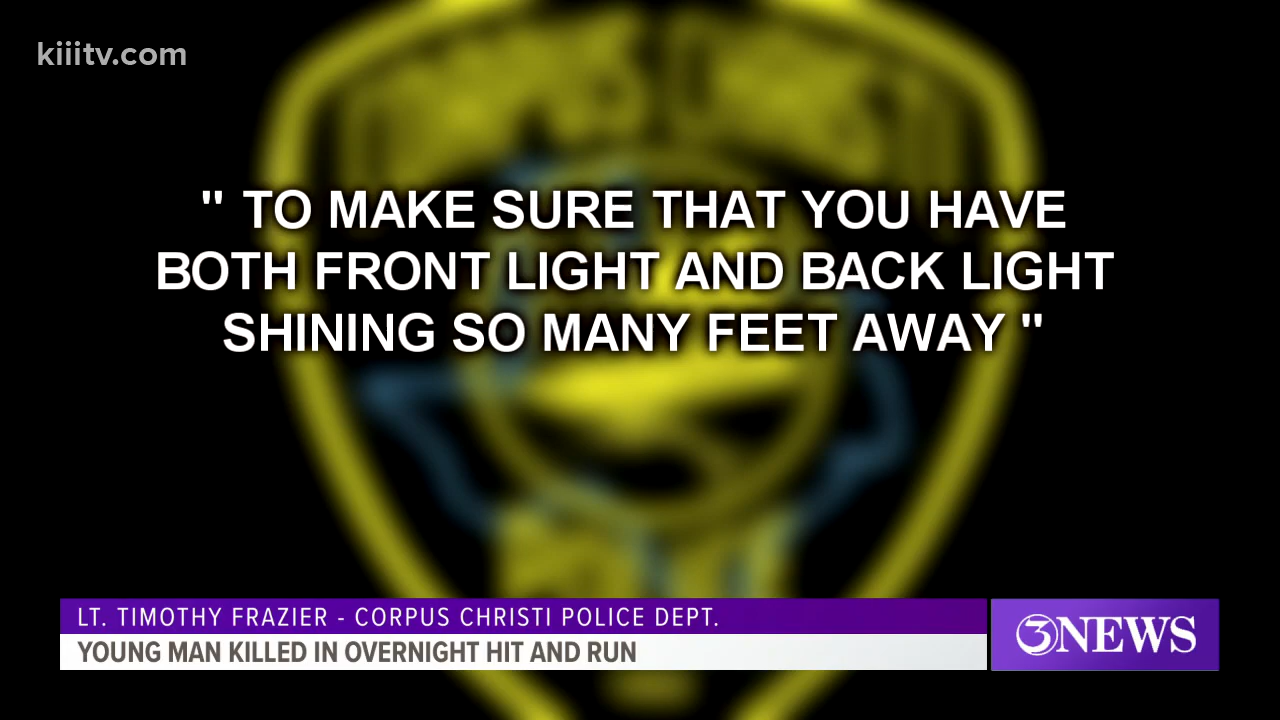 kiiitv.com
" TO MAKE SURE THAT YOU HAVE
BOTH FRONT LIGHT AND BACK LIGHT
SHINING SO MANY FEET AWAY "
LT. TIMOTHY FRAZIER - CORPUS CHRISTI POLICE DEPT.
YOUNG MAN KILLED IN OVERNIGHT HIT AND RUN
3NEWS